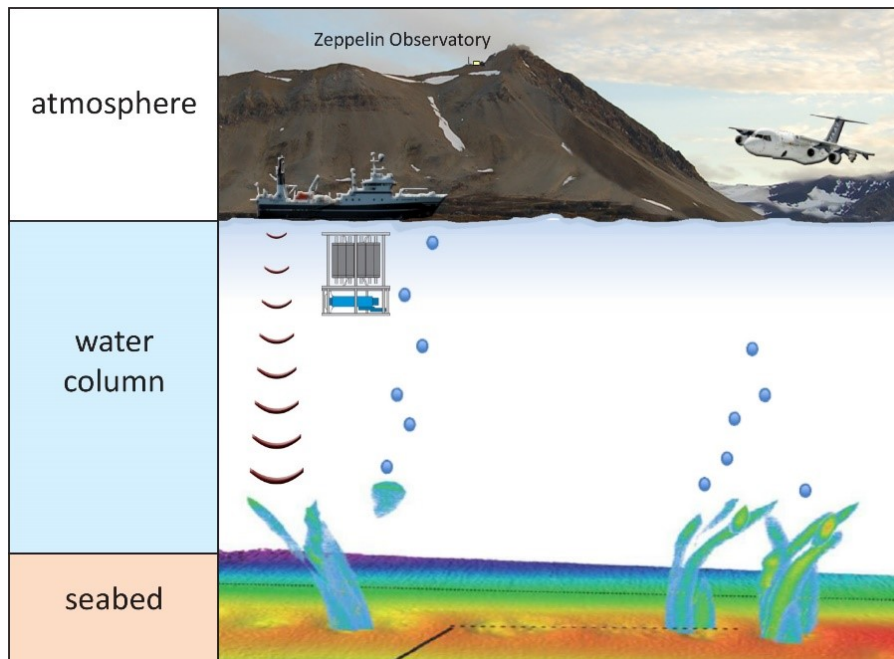 Zeppelin Observatory
atmosphere
water
column
seabed